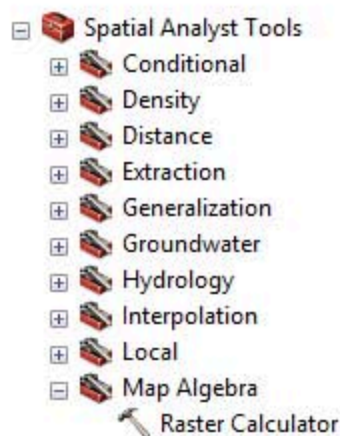 Spatial Analyst Tools
Conditional
Density
Distance
Extraction
Generalization
Groundwater
Hydrology
Interpolation
Local
Map Algebra
Raster Calculator